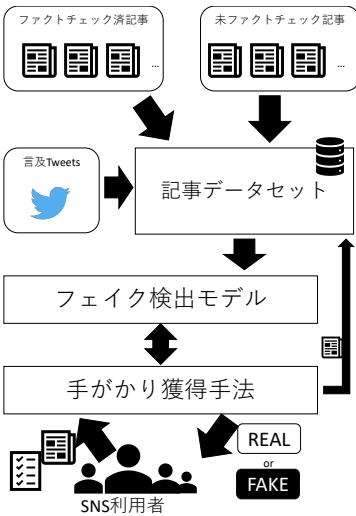 ファクトチェック済記事
未ファクトチェック記事
...
...
言及Tweets
記事データセット
フェイク検出モデル
手がかり獲得手法
REAL
or
FAKE
SNS利用者